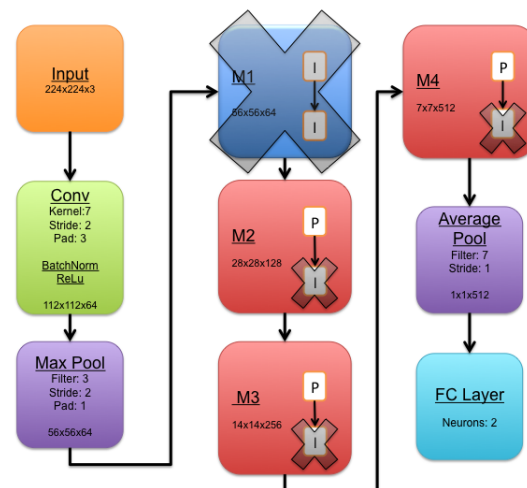 Input
224x224x3
Conv
Kernel:7
Stride: 2
Pad: 3
BatchNorm
ReLu
112x112x64
Max Pool
Filter: 3
Stride: 2
Pad: 1
56x56x64
M1
I
I
56x56x64
M2
P
I
28x28x128
M3
P
I
14x14x256
M4
P
I
7x7x512
Average
Pool
Filter: 7
Stride: 1
1x1x512
FC Layer
Neurons: 2